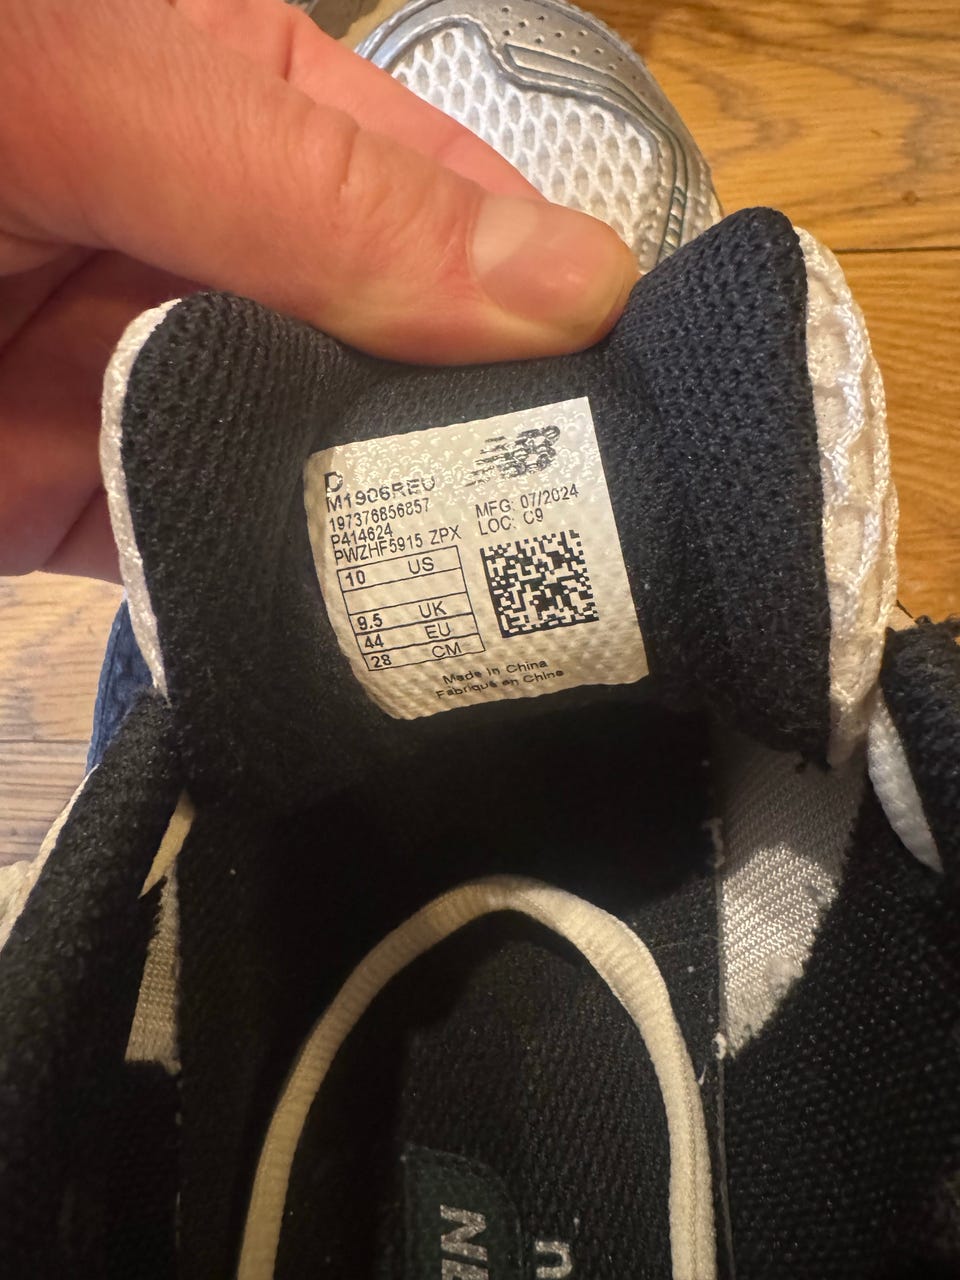 D
M1906REU
197376856857
P414624
PWZHF5915 ZPX
MFG: 07/2024
LOC: C9
10 US
9.5 UK
44 EU
28 CM
Made in China
Fabriqué en Chine